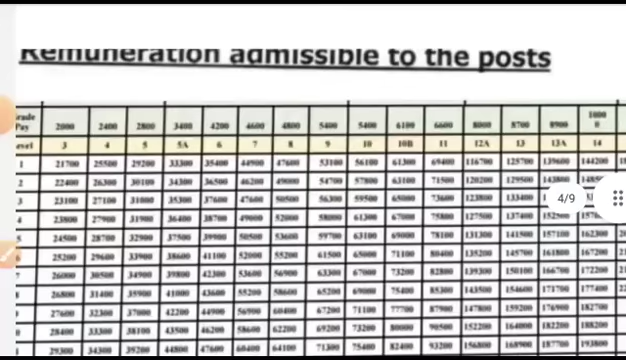 Remuneration admissible to the posts
Pay 2000 2400 2800 3400 4200 4600 4800 5400 5400 6100 6600 8000 8700 8900 1000
0
3 4 5 5A 6 7 8 9 10 10B 11 12A 13 13A 14
1 21700 25500 29200 33300 35400 44900 47600 53100 56100 61300 69400 116700 125700 139600 144200
2 22400 26300 30100 34300 36500 46200 49000 54700 57800 63100 71500 120200 129500 143800
3 23100 27100 31000 35300 37600 47600 50500 56300 59500 65000 73600 123800 133400
4/9
23800 27900 31900 36400 38700 49000 52000 58000 61300 67000 75800 127500 137400 152500
24500 28700 32900 37500 39900 50500 53600 59700 63100 69000 78100 131300 141500 157100 162300
25200 29600 33900 38600 41100 52000 55200 61500 65000 71100 80400 135200 145700 161800 167200
26000 30500 34900 39800 42300 53600 56900 63300 67000 73200 82800 139300 150100 166700 172200
26800 31400 35900 41000 43600 55200 58600 65200 69000 75400 85300 143500 154600 171700 177400
27600 32300 37000 42200 44900 56900 60400 67200 71100 77700 87900 147800 159200 176900 182700
28400 33300 38100 43500 46200 58600 62200 69200 73200 80000 90500 152200 164000 182200 188200
29300 34300 39200 44800 47600 60400 64100 71300 75400 82400 93200 156800 168900 187700 193800